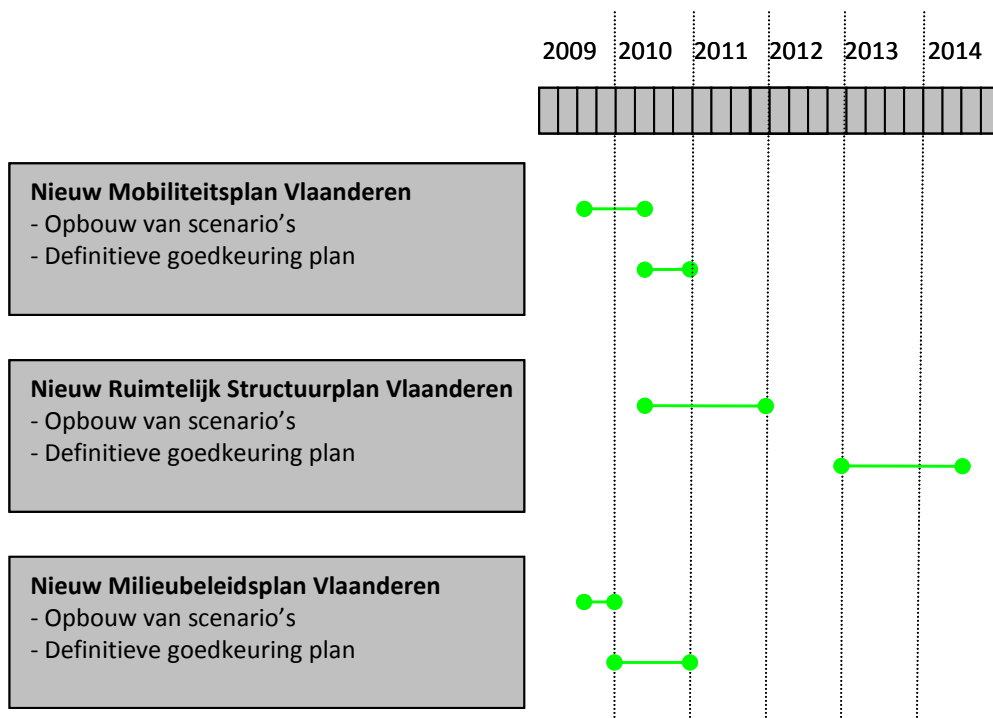 2009 2010 2011 2012 2013 2014
Nieuw Mobiliteitsplan Vlaanderen
- Opbouw van scenario’s
- Definitieve goedkeuring plan
Nieuw Ruimtelijk Structuurplan Vlaanderen
- Opbouw van scenario’s
- Definitieve goedkeuring plan
Nieuw Milieubeleidsplan Vlaanderen
- Opbouw van scenario’s
- Definitieve goedkeuring plan